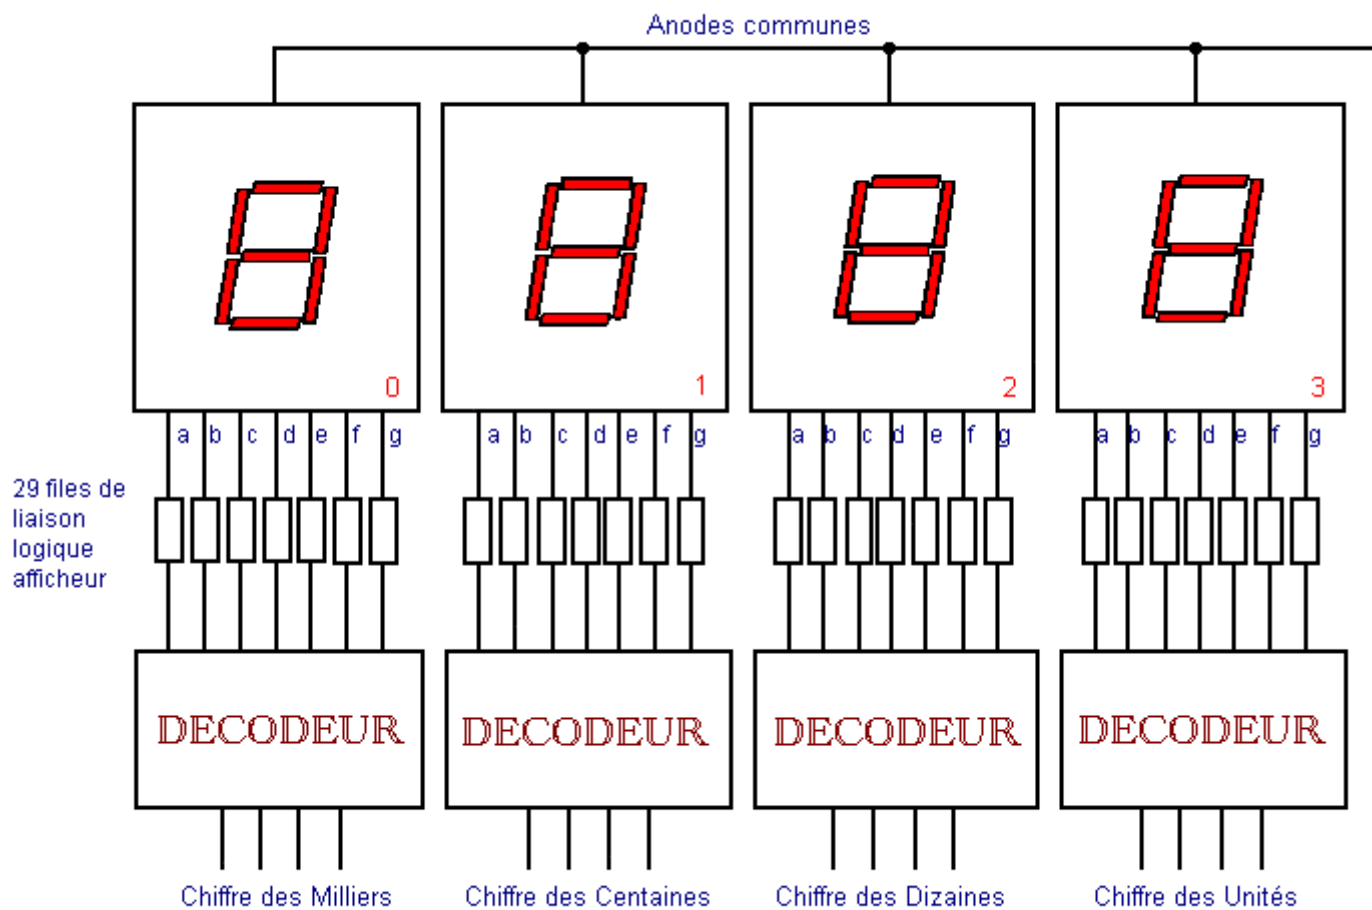 Anodes communes
0 1 2 3
a b c d e f g a b c d e f g a b c d e f g a b c d e f g
29 files de
liaison
logique
afficheur
DECODEUR DECODEUR DECODEUR DECODEUR
Chiffre des Milliers Chiffre des Centaines Chiffre des Dizaines Chiffre des Unités